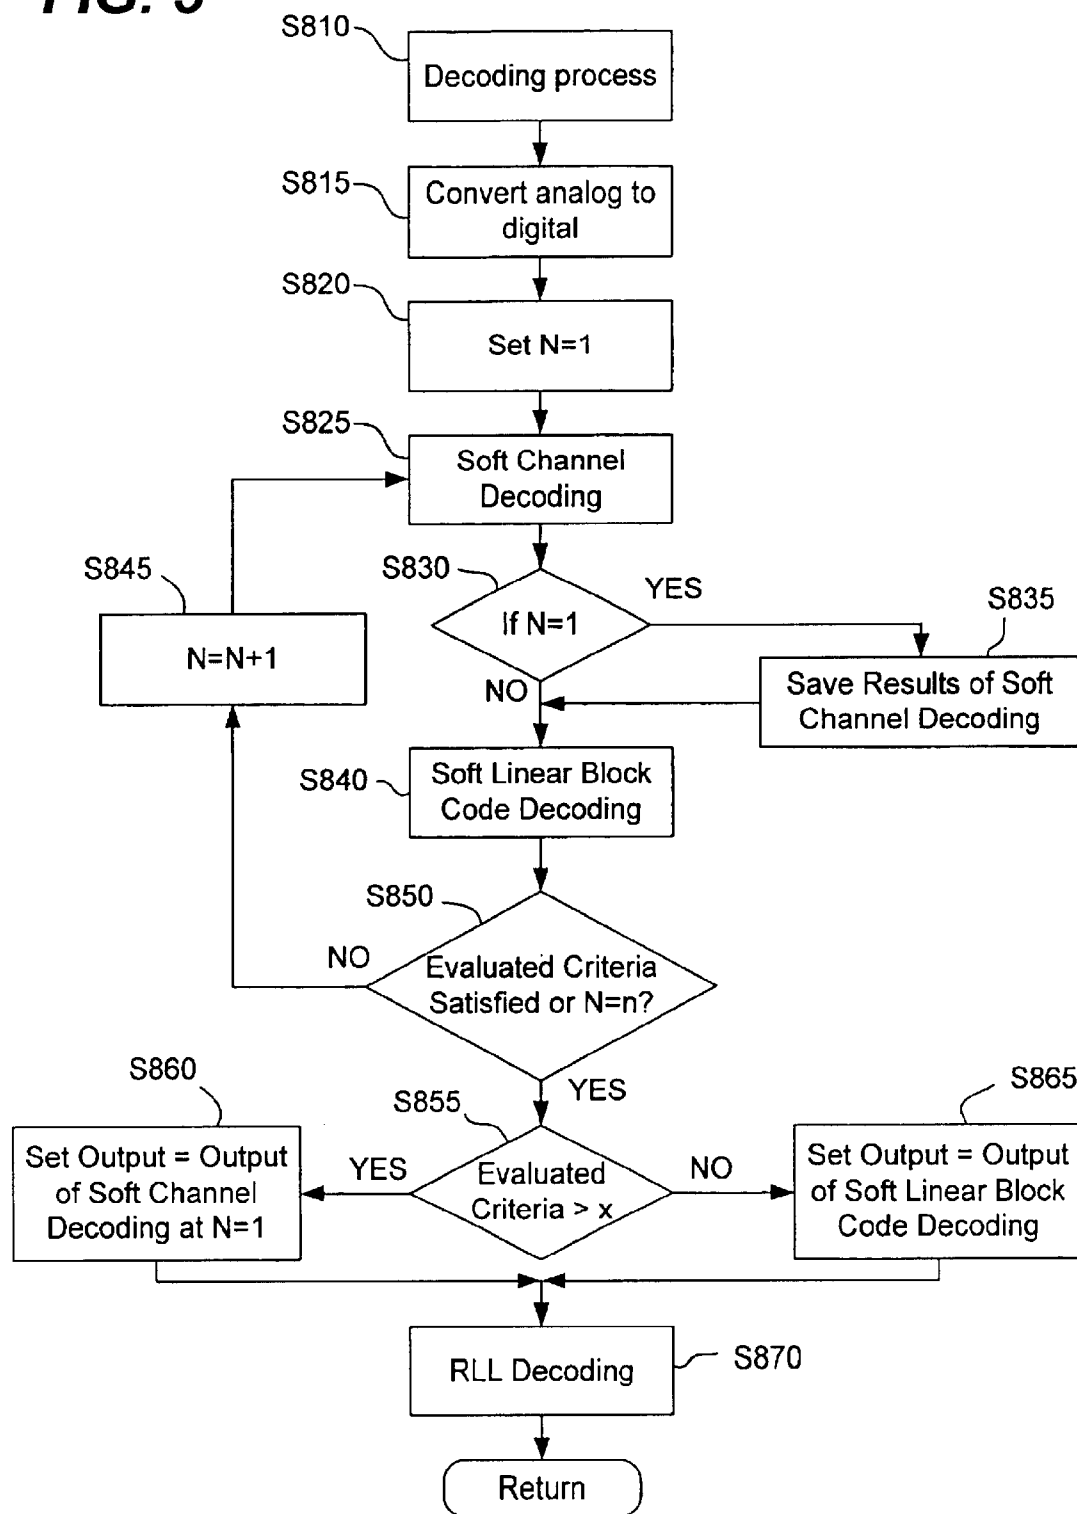 S810
Decoding process
S815
Convert analog to
digital
S820
Set N=1
S825
Soft Channel
Decoding
S845
N=N+1
S830
If N=1
YES
NO
S835
Save Results of Soft
Channel Decoding
S840
Soft Linear Block
Code Decoding
S850
NO
Evaluated Criteria
Satisfied or N=n?
YES
S860
Set Output = Output
of Soft Channel
Decoding at N=1
S855
YES
Evaluated
Criteria > x
NO
S865
Set Output = Output
of Soft Linear Block
Code Decoding
RLL Decoding
S870
Return